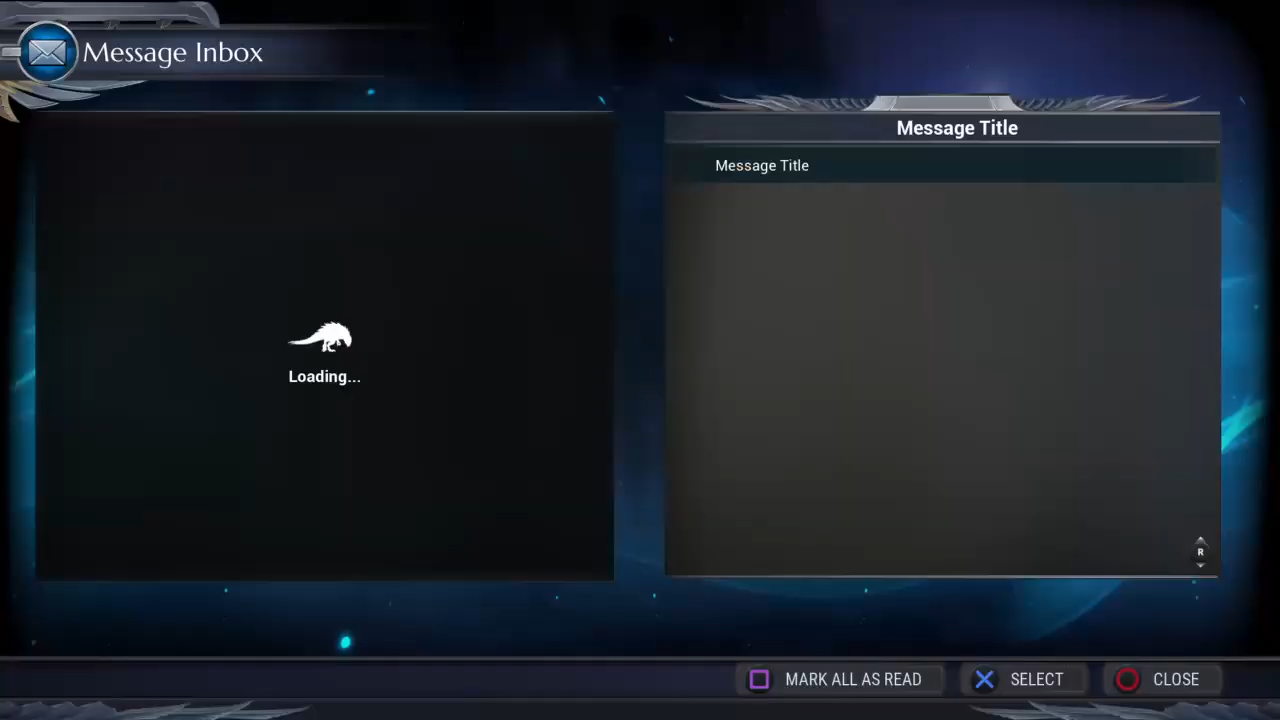 Message Inbox
Message Title
Message Title
Loading...
R
MARK ALL AS READ
SELECT
CLOSE